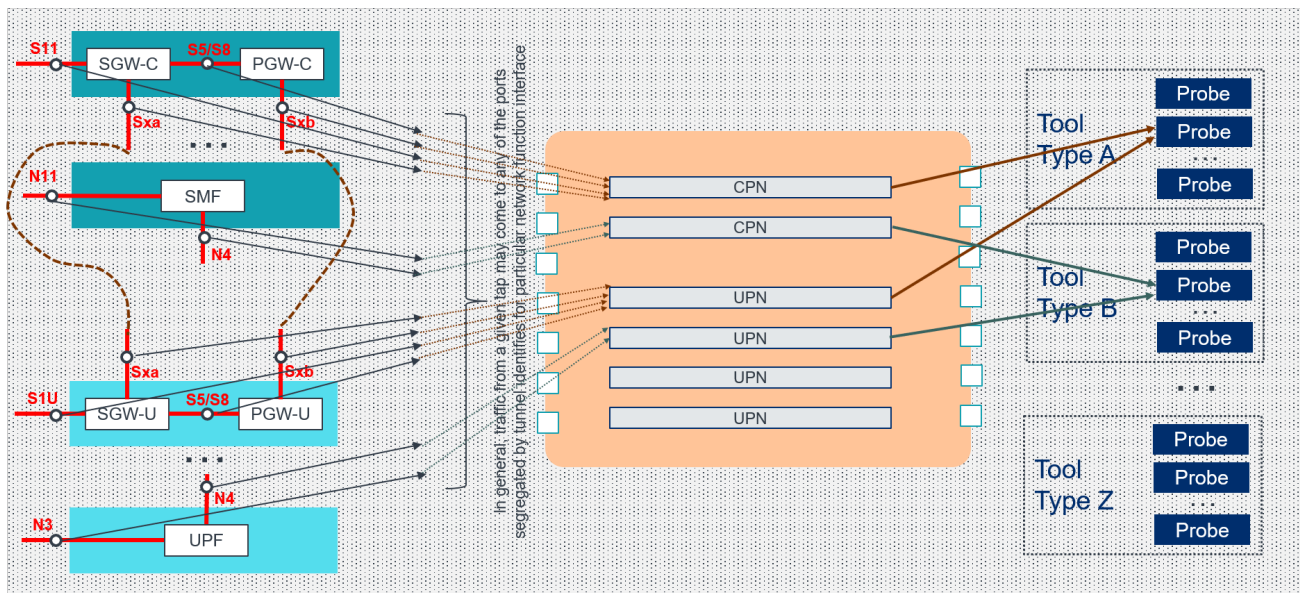 S11
S5/S8
SGW-C
PGW-C
Sxa
Sxb
...
N11
SMF
N4
Sxa
Sxb
S1U
S5/S8
SGW-U
PGW-U
...
N4
N3
UPF
In general, traffic from a given tap may come to any of the ports
segregated by tunnel identifies for particular network function interface
CPN
CPN
UPN
UPN
UPN
UPN
Tool
Type A
Probe
Probe
...
Probe
Tool
Type B
Probe
Probe
...
Probe
...
Tool
Type Z
Probe
Probe
...
Probe